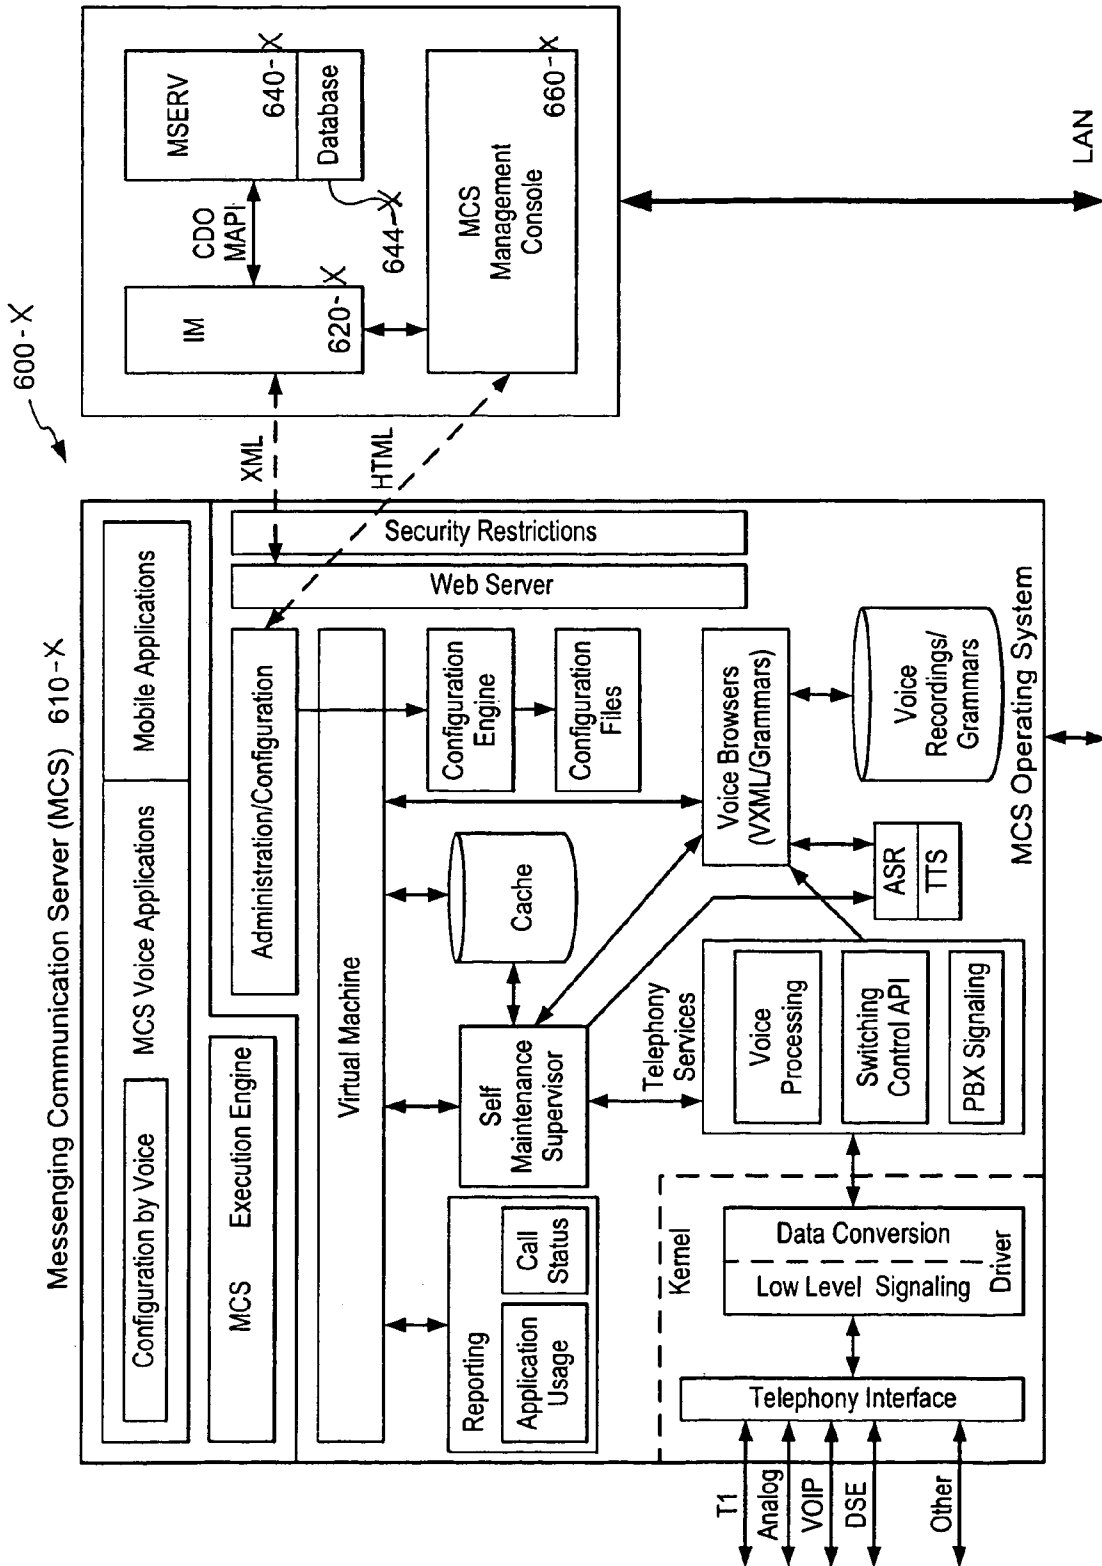 600-X
Messenging Communication Server (MCS) 610-X
Configuration by Voice
MCS Voice Applications
Mobile Applications
MCS Execution Engine
Administration/Configuration
Virtual Machine
Web Server
Security Restrictions
XML
HTML
Reporting
Application
Usage
Call
Status
Self
Maintenance
Supervisor
Cache
Configuration
Engine
Configuration
Files
Telephony
Services
Voice
Processing
Switching
Control API
PBX Signaling
Voice Browsers
(VXML/Grammars)
ASR
TTS
Voice
Recordings/
Grammars
MCS Operating System
Kernel
Data Conversion
Low Level Signaling
Driver
Telephony Interface
T1
Analog
VOIP
DSE
Other
IM
620-X
CDO
MAPI
MSERV
640-X
Database
644-X
MCS
Management
Console
660-X
LAN